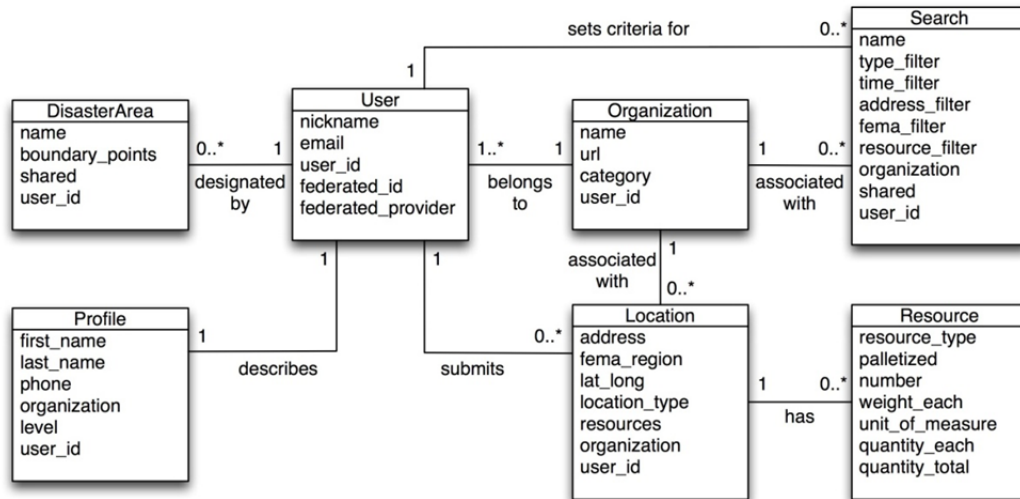 Search
name
type_filter
time_filter
address_filter
fema_filter
resource_filter
organization
shared
user_id
sets criteria for
0..*
1
DisasterArea
name
boundary_points
shared
user_id
0..*
1
designated
by
User
nickname
email
user_id
federated_id
federated_provider
1..*
1
belongs
to
Organization
name
url
category
user_id
1
0..*
associated
with
1
1
1
associated
with
0..*
Profile
first_name
last_name
phone
organization
level
user_id
1
describes
0..*
submits
Location
address
fema_region
lat_long
location_type
resources
organization
user_id
1
0..*
has
Resource
resource_type
palletized
number
weight_each
unit_of_measure
quantity_each
quantity_total